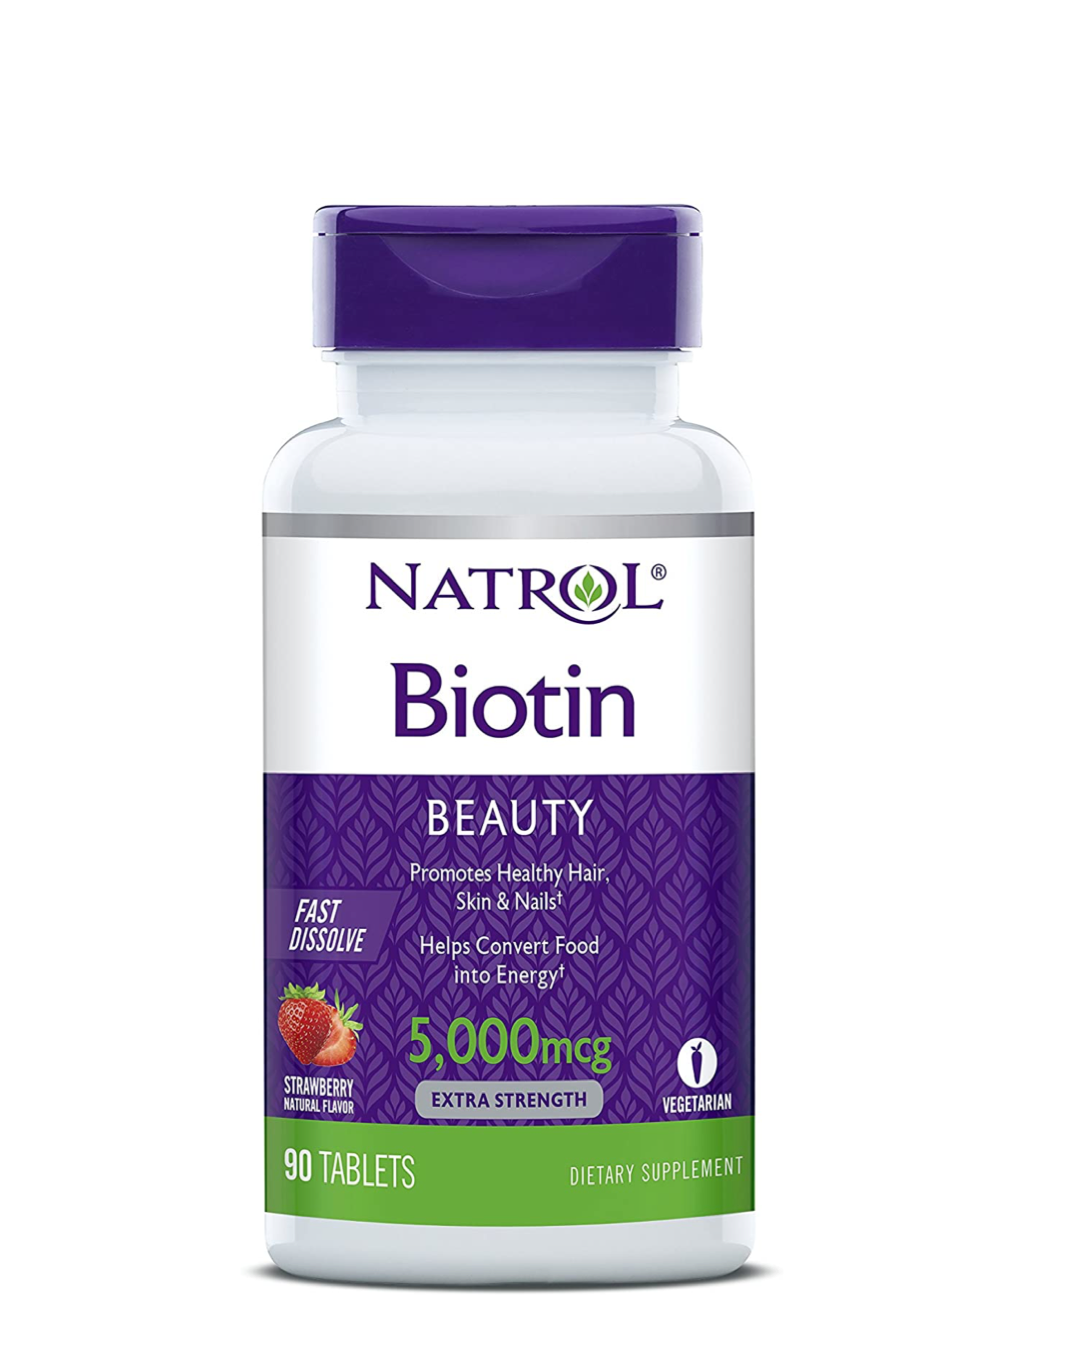 NATROL®
Biotin
BEAUTY
Promotes Healthy Hair,
Skin & Nails†
Helps Convert Food
into Energy†
FAST
DISSOLVE
5,000mcg
EXTRA STRENGTH
STRAWBERRY
NATURAL FLAVOR
VEGETARIAN
90 TABLETS
DIETARY SUPPLEMENT